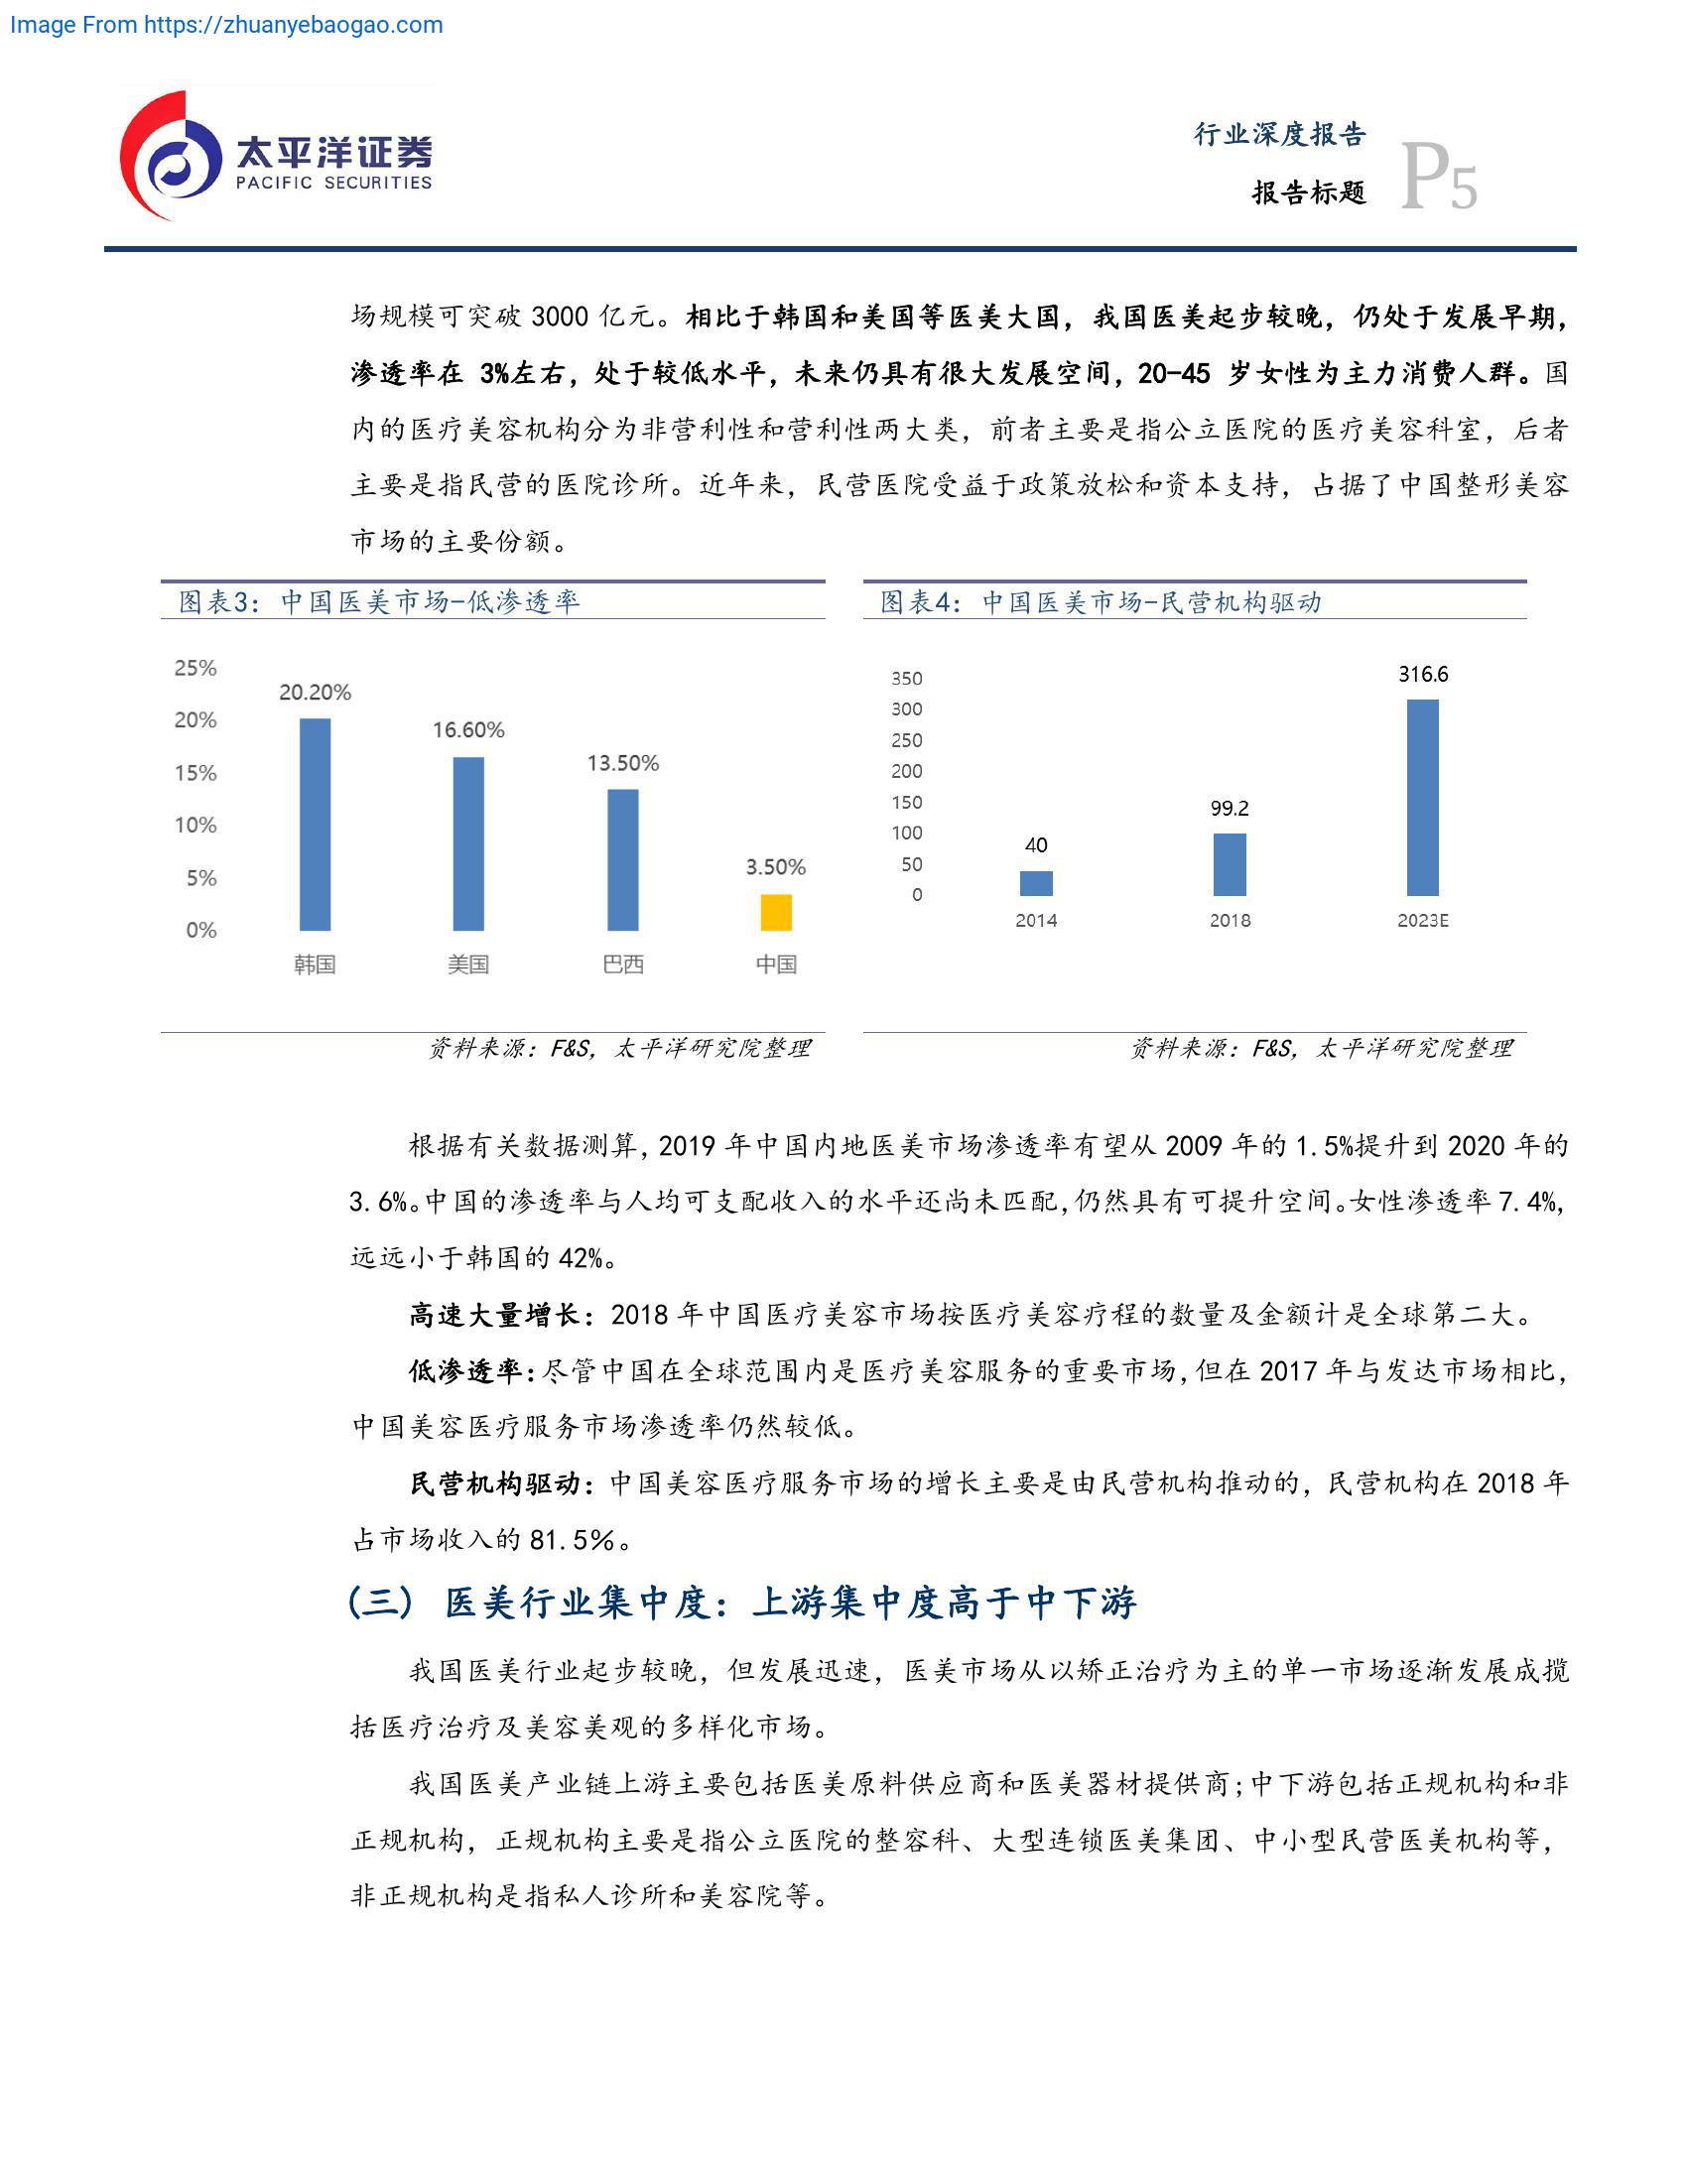 Image From https://zhuanyebaogao.com
太平洋证券
PACIFIC SECURITIES
行业深度报告
报告标题
P5
场规模可突破 3000 亿元。相比于韩国和美国等医美大国，我国医美起步较晚，仍处于发展早期，
渗透率在 3%左右，处于较低水平，未来仍具有很大发展空间，20-45 岁女性为主力消费人群。国
内的医疗美容机构分为非营利性和营利性两大类，前者主要是指公立医院的医疗美容科室，后者
主要是指民营的医院诊所。近年来，民营医院受益于政策放松和资本支持，占据了中国整形美容
市场的主要份额。
图表3：中国医美市场-低渗透率
25%
20%
15%
10%
5%
0%
20.20%
16.60%
13.50%
3.50%
韩国
美国
巴西
中国
资料来源：F&S，太平洋研究院整理
图表4：中国医美市场-民营机构驱动
350
300
250
200
150
100
50
0
40
99.2
316.6
2014
2018
2023E
资料来源：F&S，太平洋研究院整理
根据有关数据测算，2019 年中国内地医美市场渗透率有望从 2009 年的 1.5%提升到 2020 年的
3.6%。中国的渗透率与人均可支配收入的水平还尚未匹配，仍然具有可提升空间。女性渗透率 7.4%，
远远小于韩国的 42%。
高速大量增长：2018 年中国医疗美容市场按医疗美容疗程的数量及金额计是全球第二大。
低渗透率：尽管中国在全球范围内是医疗美容服务的重要市场，但在 2017 年与发达市场相比，
中国美容医疗服务市场渗透率仍然较低。
民营机构驱动：中国美容医疗服务市场的增长主要是由民营机构推动的，民营机构在 2018 年
占市场收入的 81.5%。
(三) 医美行业集中度：上游集中度高于中下游
我国医美行业起步较晚，但发展迅速，医美市场从以矫正治疗为主的单一市场逐渐发展成揽
括医疗治疗及美容美观的多样化市场。
我国医美产业链上游主要包括医美原料供应商和医美器材提供商;中下游包括正规机构和非
正规机构，正规机构主要是指公立医院的整容科、大型连锁医美集团、中小型民营医美机构等，
非正规机构是指私人诊所和美容院等。